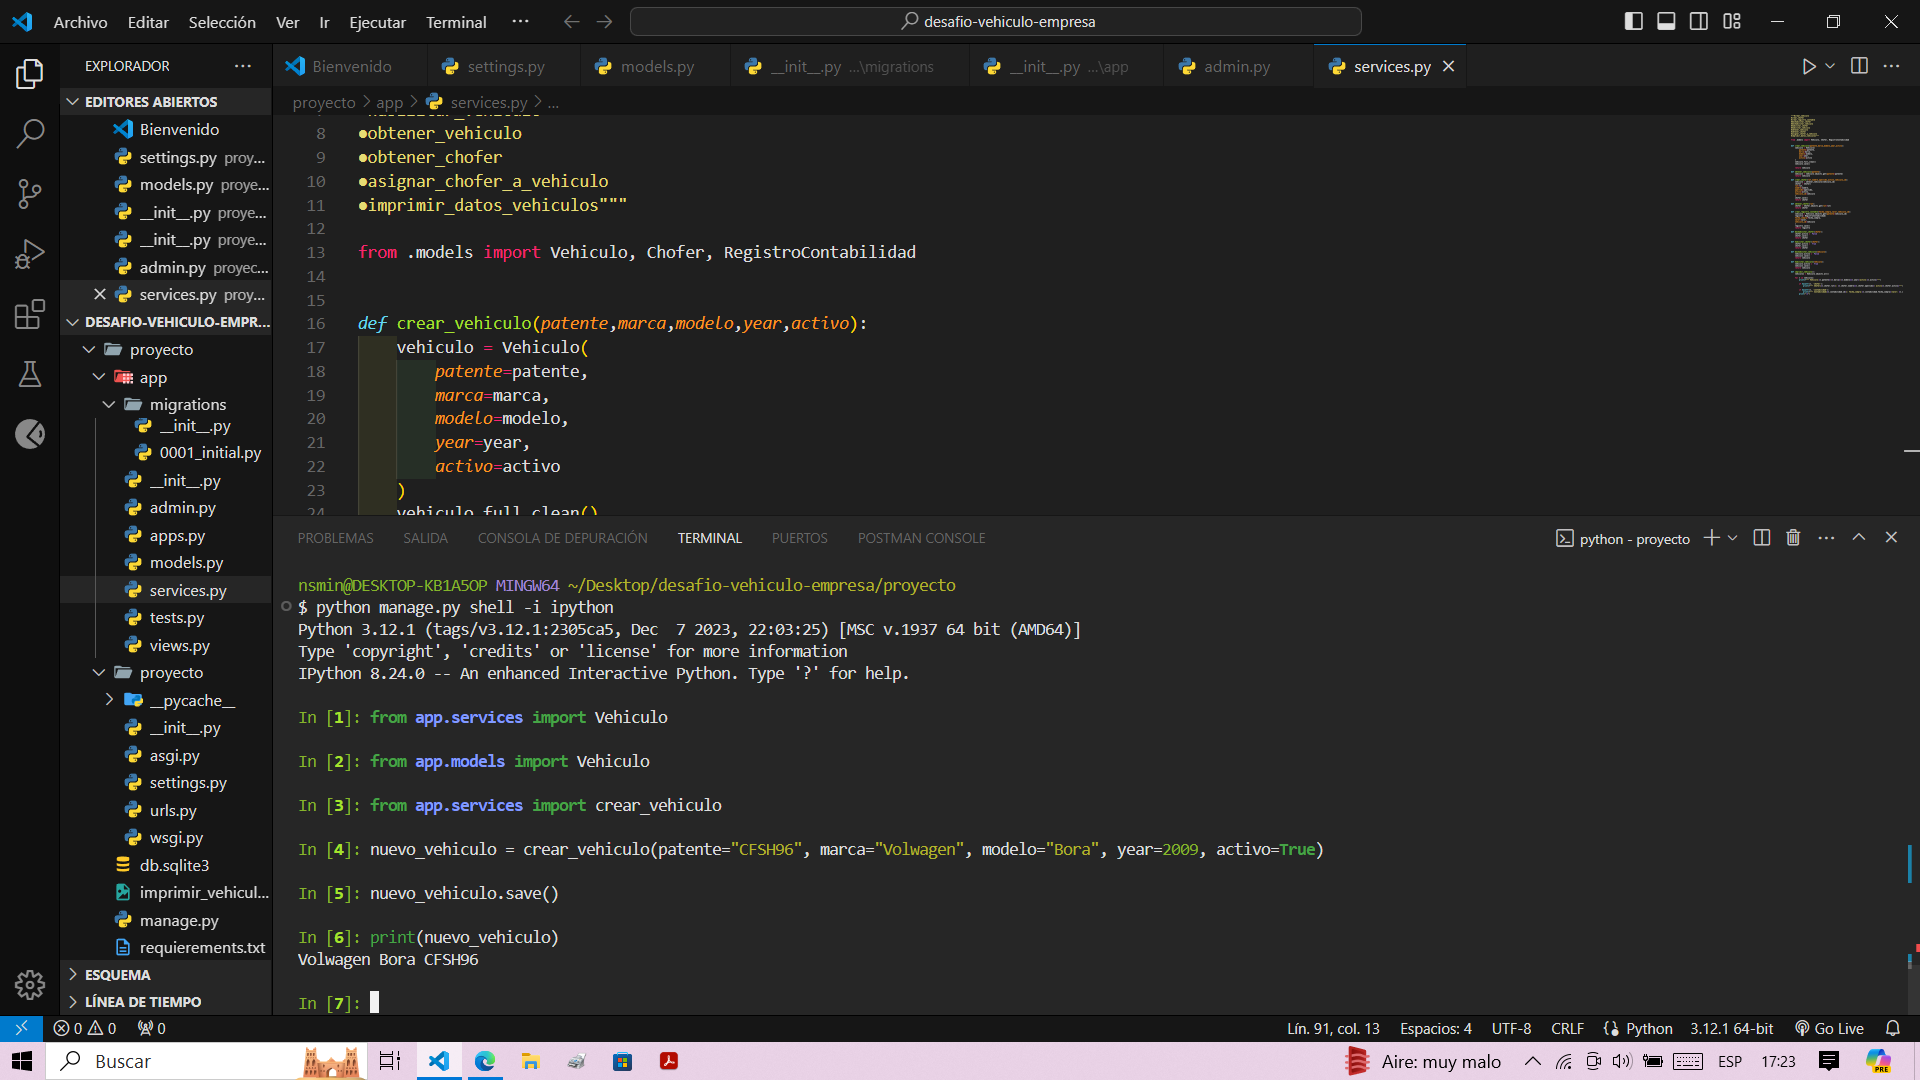 Archivo Editar Selección Ver Ir Ejecutar Terminal ··· desafio-vehiculo-empresa
EXPLORADOR ···
EDITORES ABIERTOS
Bienvenido
settings.py proy...
models.py proye...
__init__.py proye...
__init__.py proye...
admin.py proyec...
services.py proy...
DESAFIO-VEHICULO-EMPR...
proyecto
app
migrations
__init__.py
0001_initial.py
__init__.py
admin.py
apps.py
models.py
services.py
tests.py
views.py
proyecto
__pycache__
__init__.py
asgi.py
settings.py
urls.py
wsgi.py
db.sqlite3
imprimir_vehicul...
manage.py
requierements.txt
ESQUEMA
LÍNEA DE TIEMPO
Bienvenido settings.py models.py __init__.py ...\migrations __init__.py ...\app admin.py services.py
proyecto > app > services.py > ...
8 ●obtener_vehiculo
9 ●obtener_chofer
10 ●asignar_chofer_a_vehiculo
11 ●imprimir_datos_vehiculos"""
12
13 from .models import Vehiculo, Chofer, RegistroContabilidad
14
15
16 def crear_vehiculo(patente,marca,modelo,year,activo):
17 vehiculo = Vehiculo(
18 patente=patente,
19 marca=marca,
20 modelo=modelo,
21 year=year,
22 activo=activo
23 )
24 vehiculo.full_clean()
PROBLEMAS SALIDA CONSOLA DE DEPURACIÓN TERMINAL PUERTOS POSTMAN CONSOLE python - proyecto
nsmin@DESKTOP-KB1A5OP MINGW64 ~/Desktop/desafio-vehiculo-empresa/proyecto
$ python manage.py shell -i ipython
Python 3.12.1 (tags/v3.12.1:2305ca5, Dec  7 2023, 22:03:25) [MSC v.1937 64 bit (AMD64)]
Type 'copyright', 'credits' or 'license' for more information
IPython 8.24.0 -- An enhanced Interactive Python. Type '?' for help.
In [1]: from app.services import Vehiculo
In [2]: from app.models import Vehiculo
In [3]: from app.services import crear_vehiculo
In [4]: nuevo_vehiculo = crear_vehiculo(patente="CFSH96", marca="Volwagen", modelo="Bora", year=2009, activo=True)
In [5]: nuevo_vehiculo.save()
In [6]: print(nuevo_vehiculo)
Volwagen Bora CFSH96
In [7]:
0 0 0 Lín. 91, col. 13 Espacios: 4 UTF-8 CRLF Python 3.12.1 64-bit Go Live
Buscar Aire: muy malo ESP 17:23 PRE